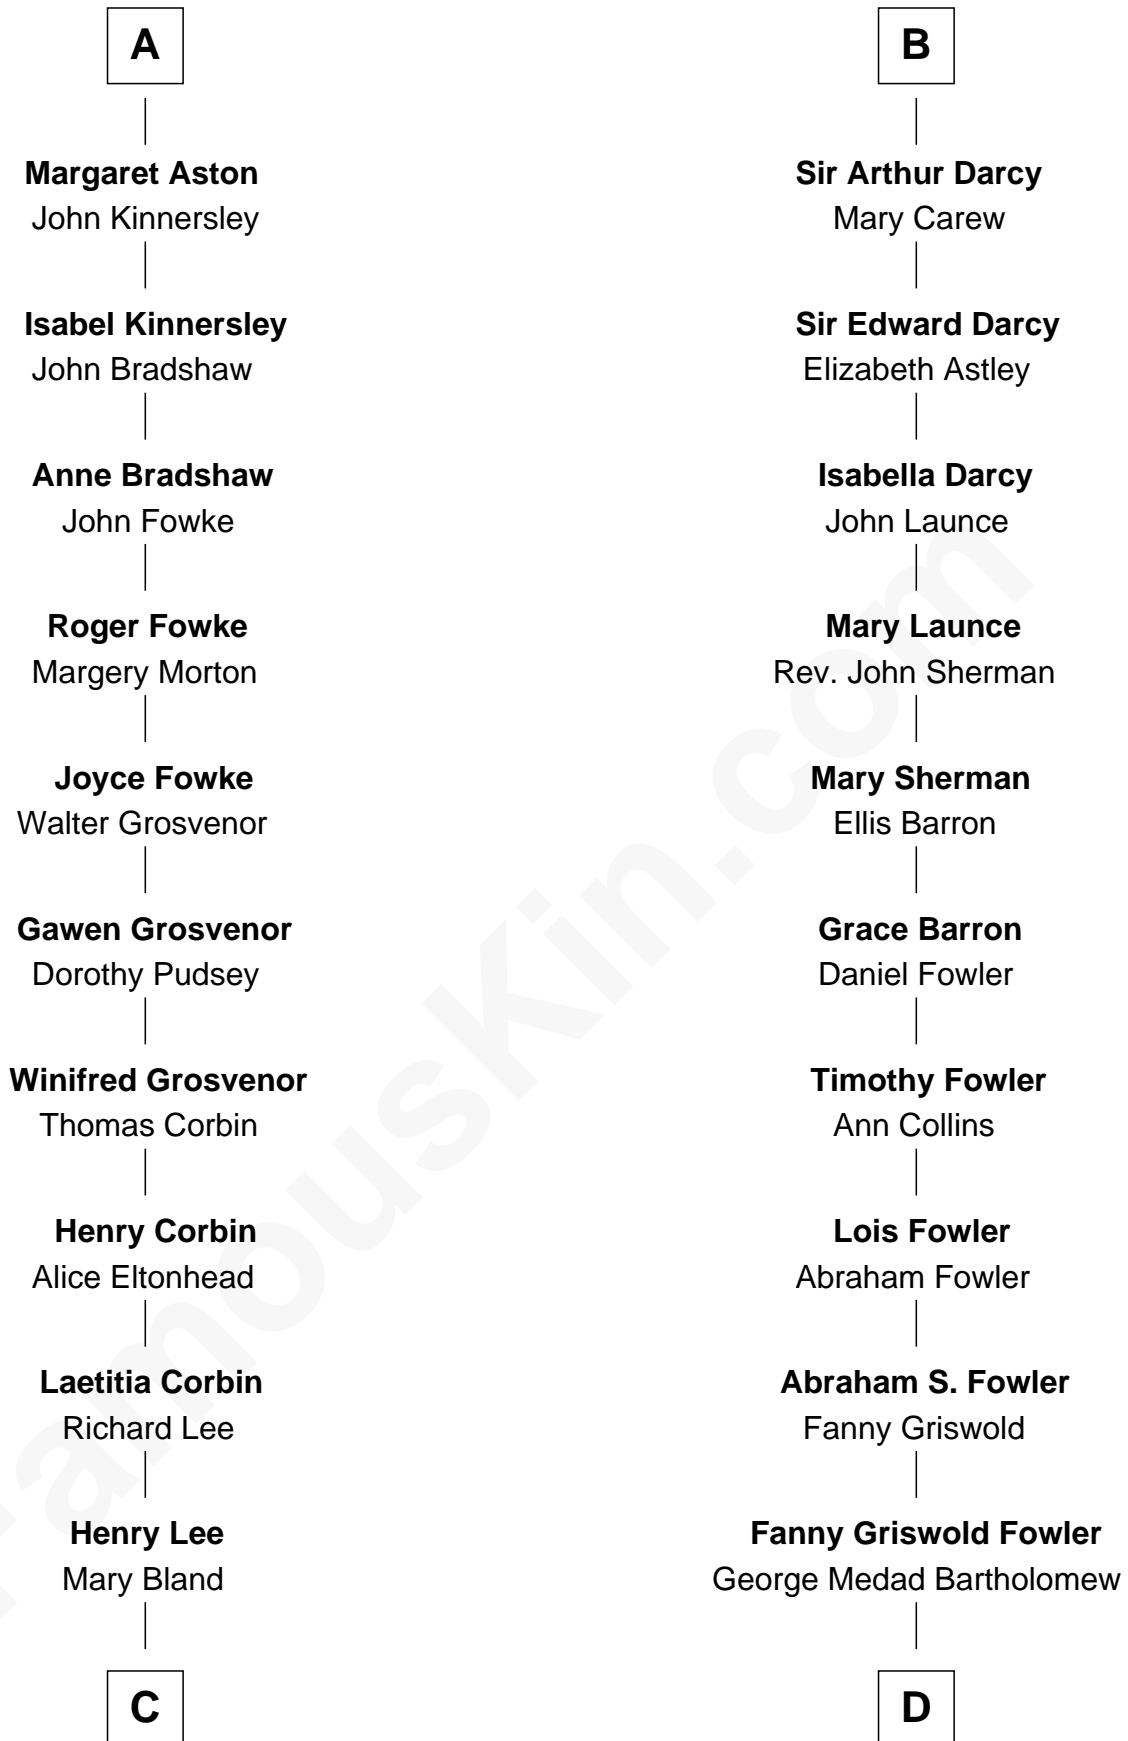 A
Margaret Aston
John Kinnersley
Isabel Kinnersley
John Bradshaw
Anne Bradshaw
John Fowke
Roger Fowke
Margery Morton
Joyce Fowke
Walter Grosvenor
Gawen Grosvenor
Dorothy Pudsey
Winifred Grosvenor
Thomas Corbin
Henry Corbin
Alice Eltonhead
Laetitia Corbin
Richard Lee
Henry Lee
Mary Bland
C
B
Sir Arthur Darcy
Mary Carew
Sir Edward Darcy
Elizabeth Astley
Isabella Darcy
John Launce
Mary Launce
Rev. John Sherman
Mary Sherman
Ellis Barron
Grace Barron
Daniel Fowler
Timothy Fowler
Ann Collins
Lois Fowler
Abraham Fowler
Abraham S. Fowler
Fanny Griswold
Fanny Griswold Fowler
George Medad Bartholomew
D
FamousKin.com